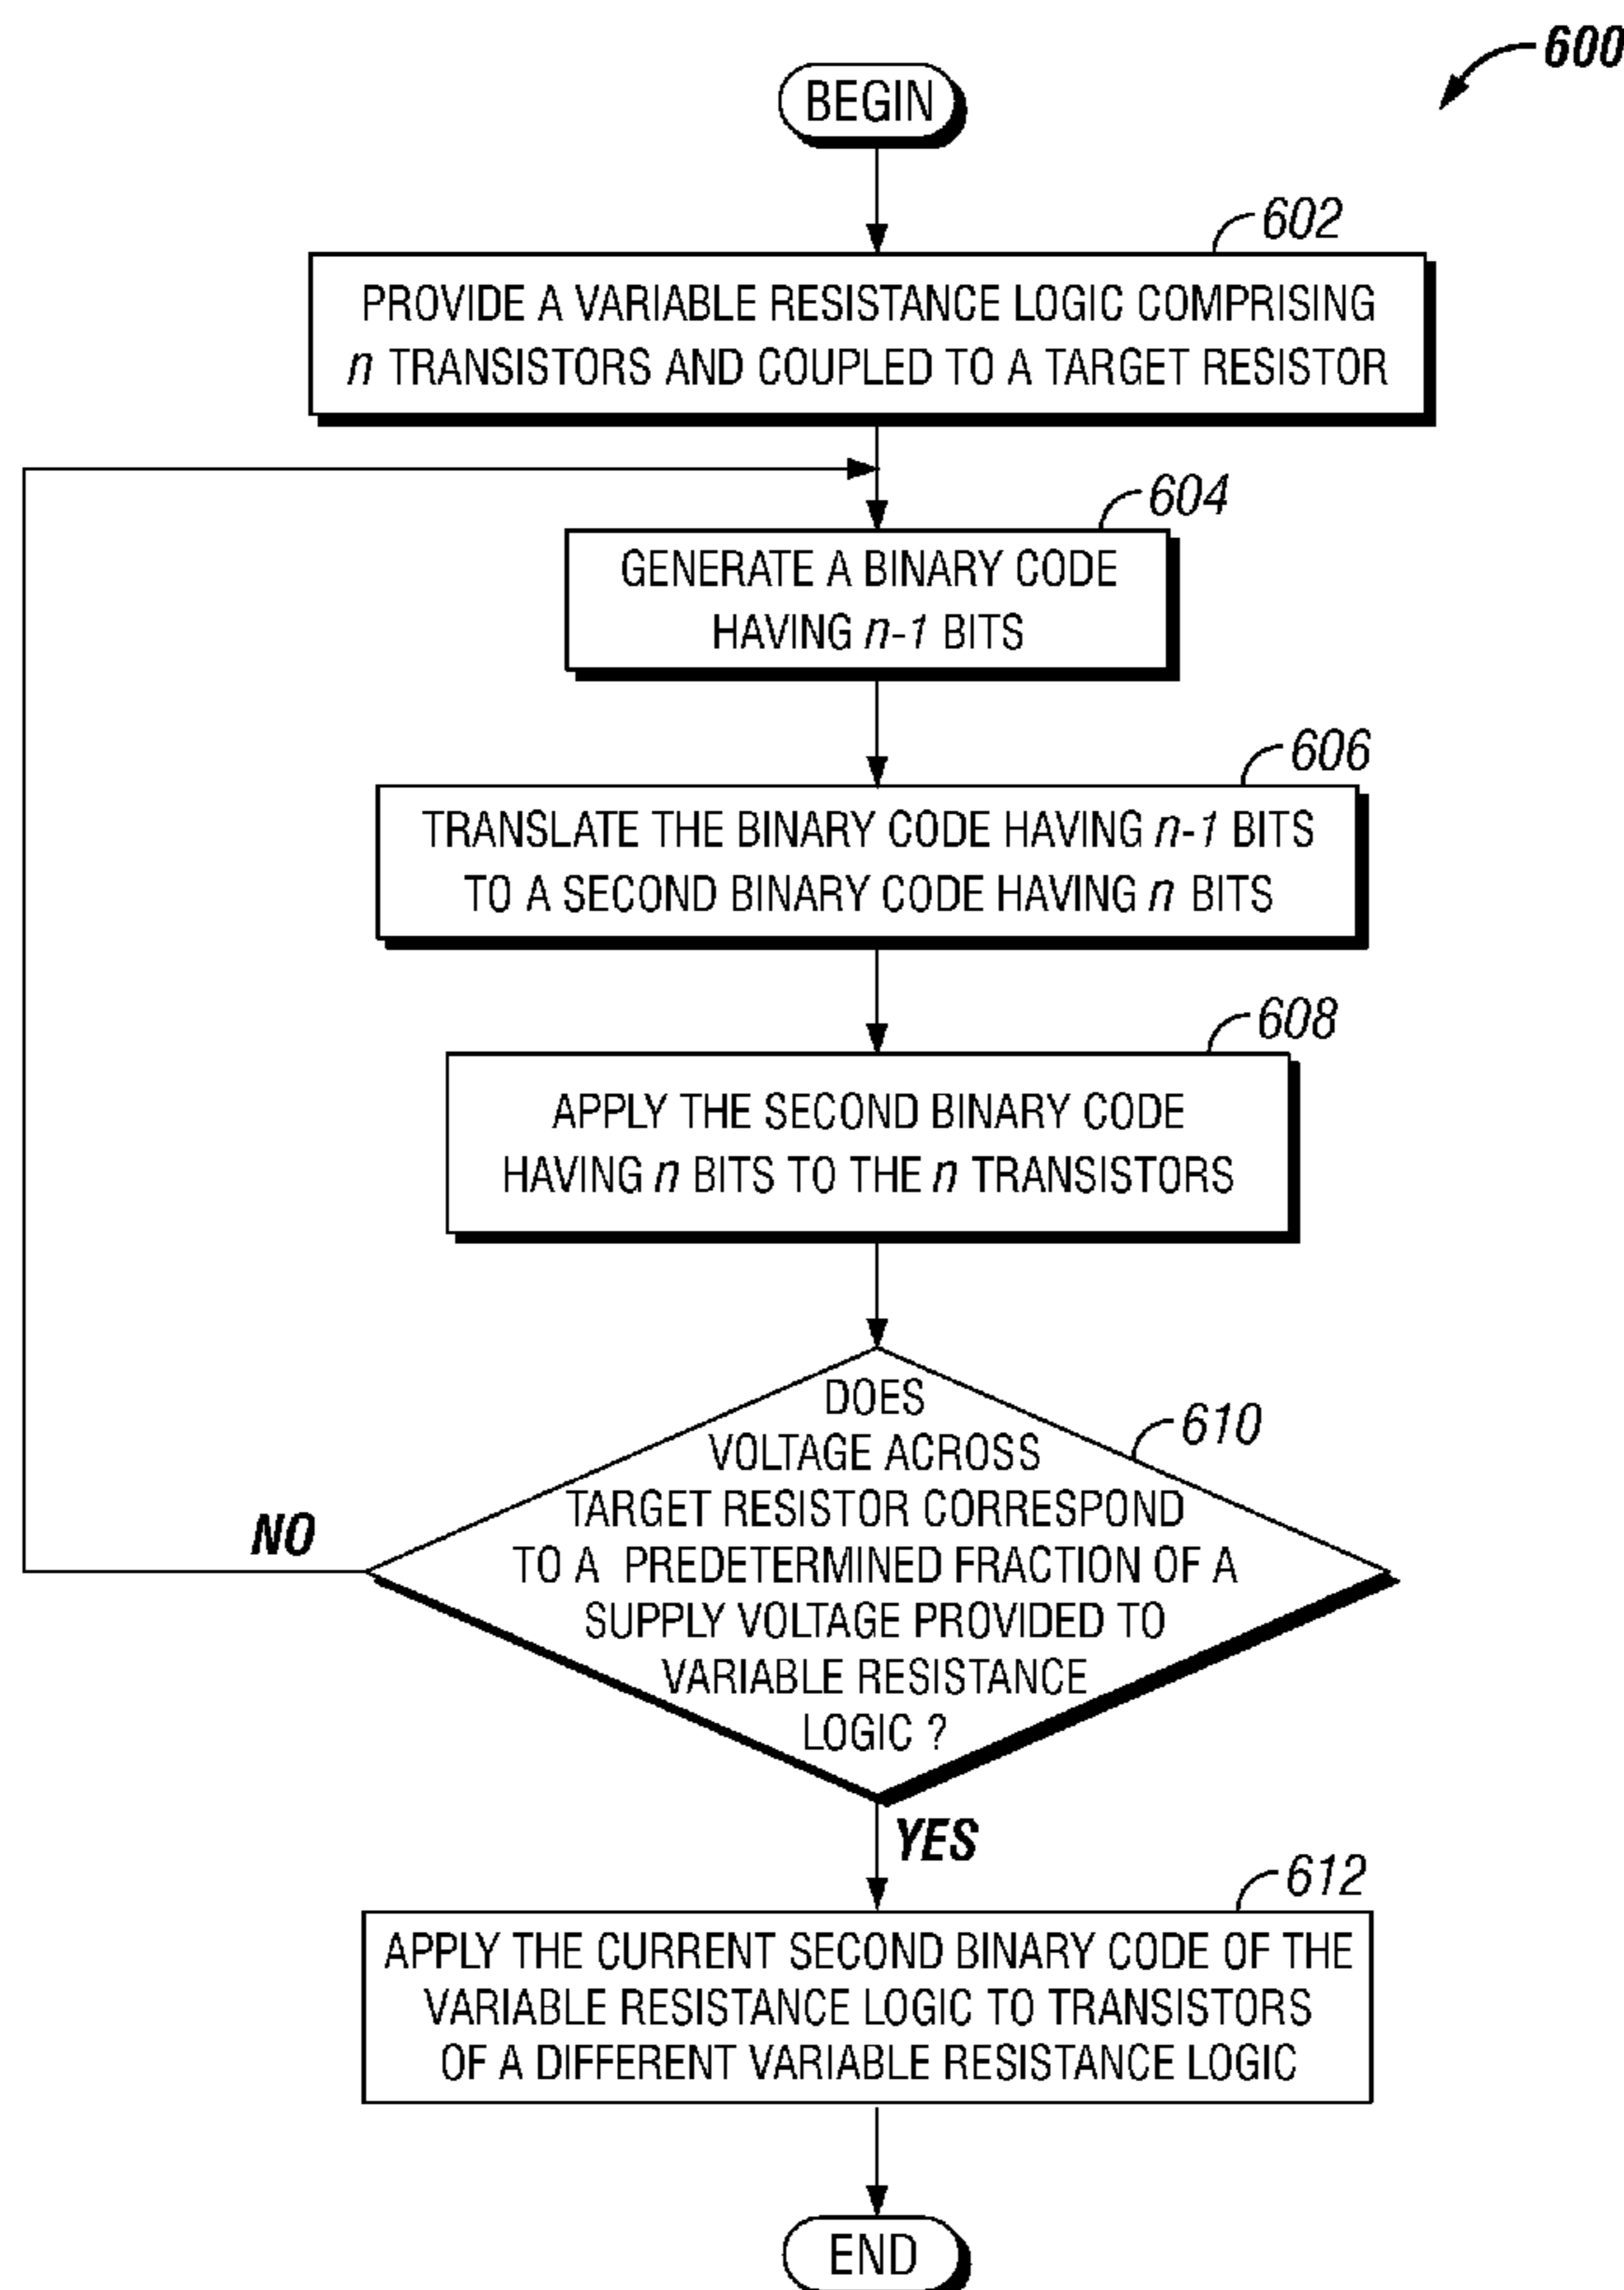 600
BEGIN
602
PROVIDE A VARIABLE RESISTANCE LOGIC COMPRISING
n TRANSISTORS AND COUPLED TO A TARGET RESISTOR
604
GENERATE A BINARY CODE
HAVING n-1 BITS
606
TRANSLATE THE BINARY CODE HAVING n-1 BITS
TO A SECOND BINARY CODE HAVING n BITS
608
APPLY THE SECOND BINARY CODE
HAVING n BITS TO THE n TRANSISTORS
610
DOES
VOLTAGE ACROSS
TARGET RESISTOR CORRESPOND
TO A PREDETERMINED FRACTION OF A
SUPPLY VOLTAGE PROVIDED TO
VARIABLE RESISTANCE
LOGIC ?
NO
YES
612
APPLY THE CURRENT SECOND BINARY CODE OF THE
VARIABLE RESISTANCE LOGIC TO TRANSISTORS
OF A DIFFERENT VARIABLE RESISTANCE LOGIC
END